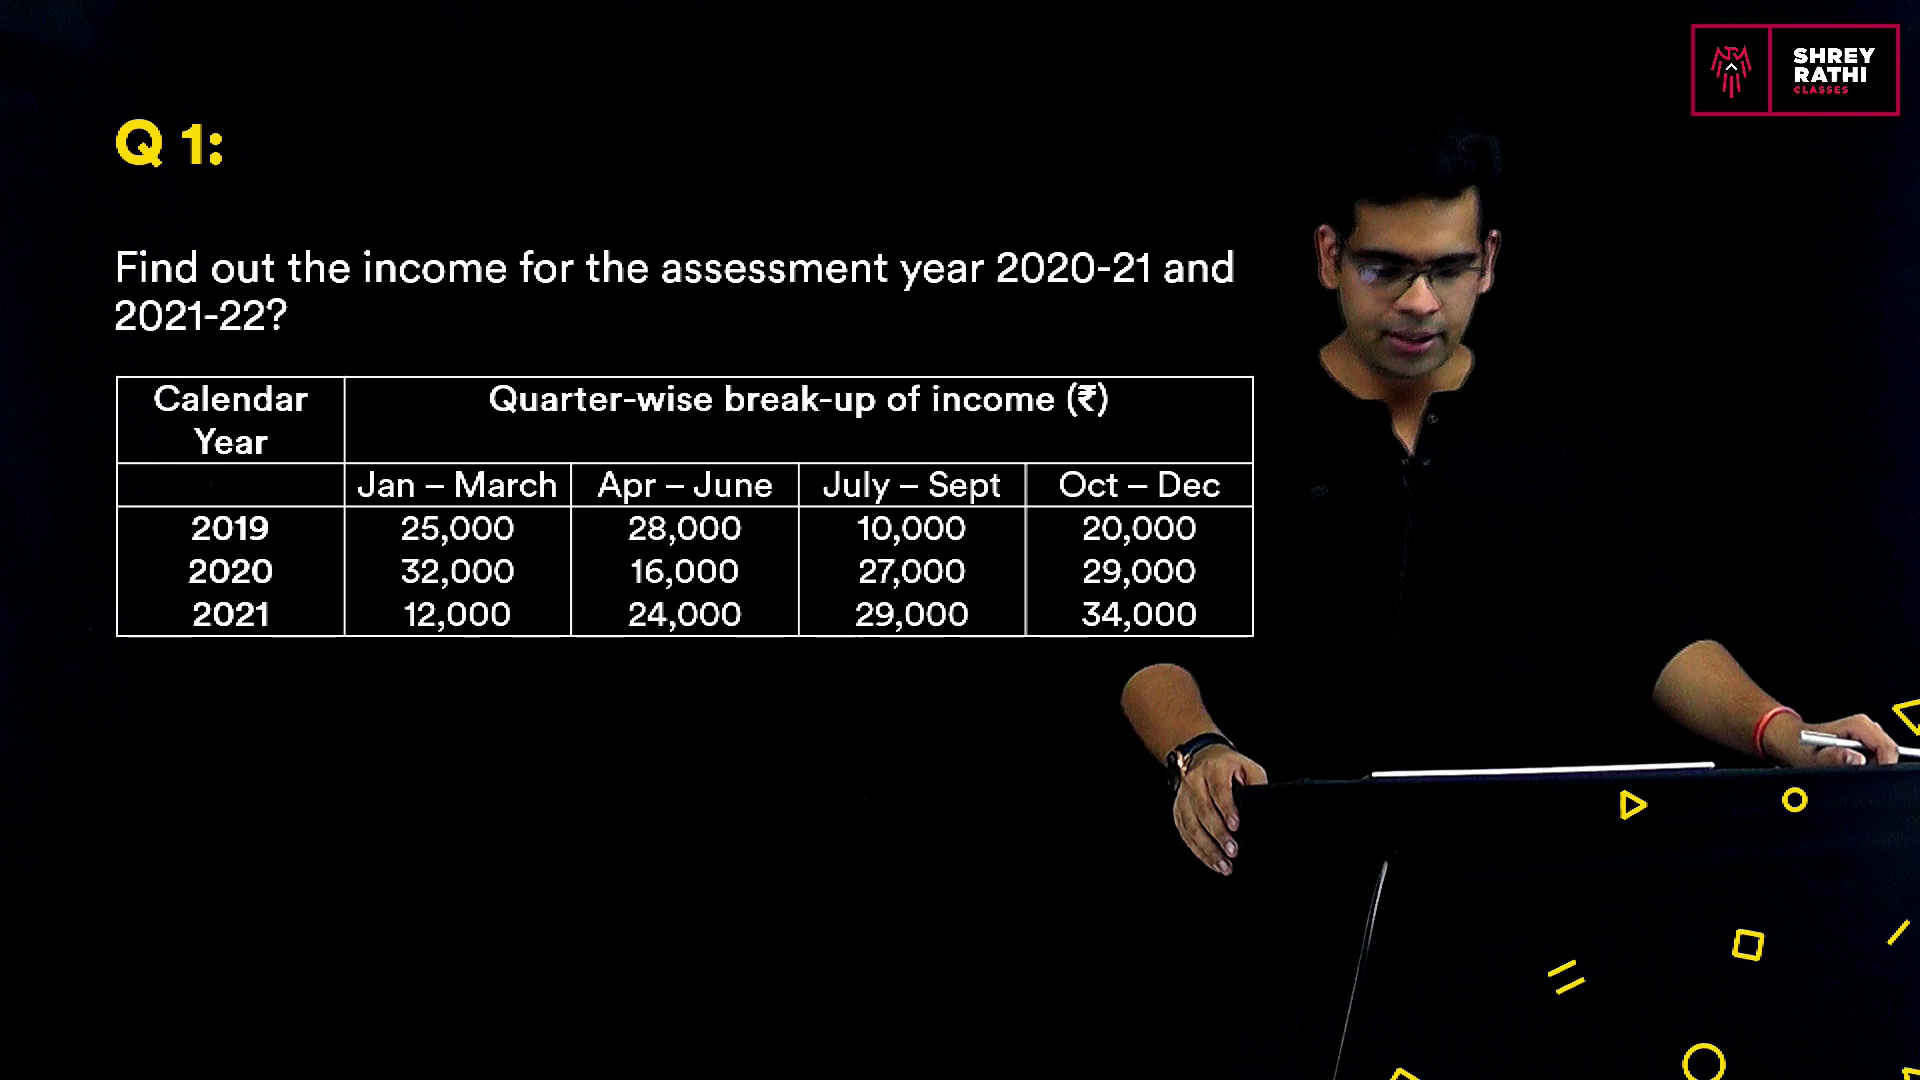 SHREY
RATHI
CLASSES
Q 1:
Find out the income for the assessment year 2020-21 and
2021-22?
Calendar Year | Quarter-wise break-up of income (₹)
Jan – March | Apr – June | July – Sept | Oct – Dec
2019 | 25,000 | 28,000 | 10,000 | 20,000
2020 | 32,000 | 16,000 | 27,000 | 29,000
2021 | 12,000 | 24,000 | 29,000 | 34,000